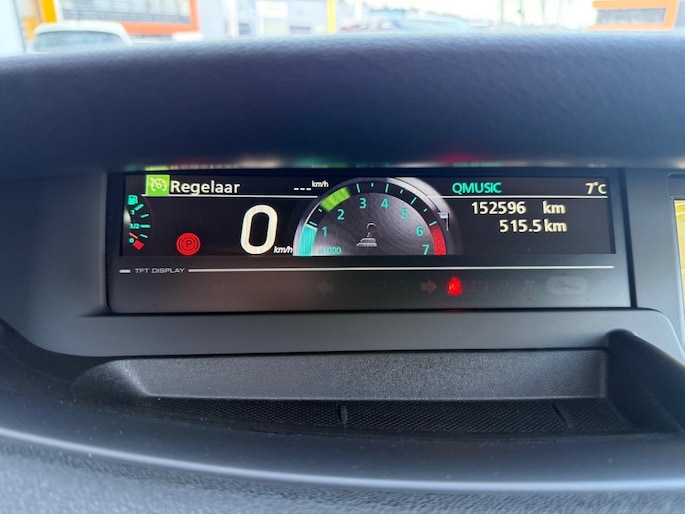 Regelaar --- km/h
QMUSIC 7°C
152596 km
515.5 km
1/2
P
0 km/h
1 2 3 4 5 6 7
TFT DISPLAY